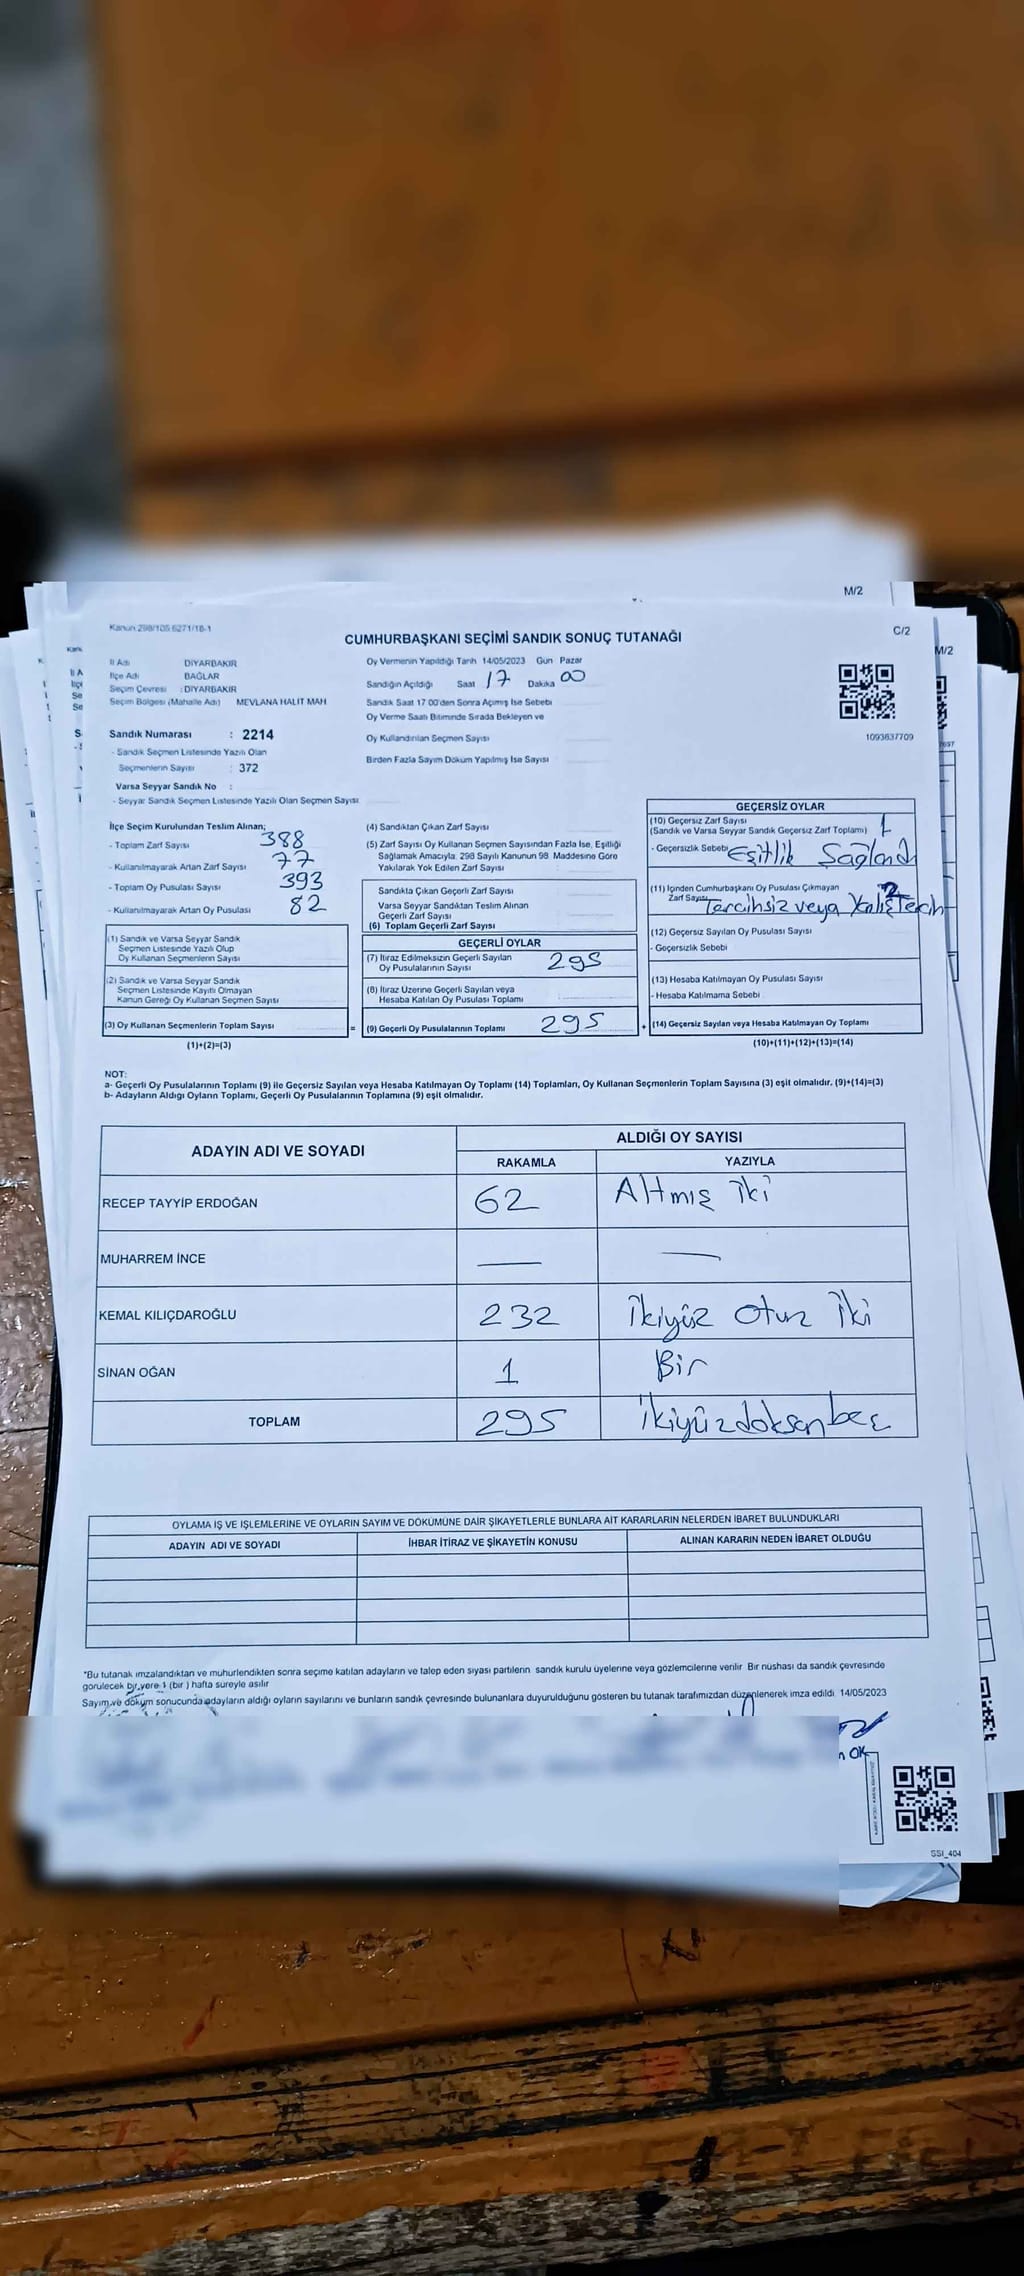 M/2
C/2
Kanun 298/105 6271/18-1
CUMHURBAŞKANI SEÇİMİ SANDIK SONUÇ TUTANAĞI
İl Adı DİYARBAKIR
İlçe Adı BAĞLAR
Seçim Çevresi : DİYARBAKIR
Seçim Bölgesi (Mahalle Adı) MEVLANA HALİT MAH
Oy Vermenin Yapıldığı Tarih 14/05/2023 Gün Pazar
Sandığın Açıldığı Saat 17 Dakika 00
Sandık Saat 17 00'den Sonra Açılmış İse Sebebi
Oy Verme Saati Bitiminde Sırada Bekleyen ve
Oy Kullandırılan Seçmen Sayısı
Birden Fazla Sayım Döküm Yapılmış İse Sayısı
1093637709
Sandık Numarası : 2214
- Sandık Seçmen Listesinde Yazılı Olan
Seçmenlerin Sayısı : 372
Varsa Seyyar Sandık No :
- Seyyar Sandık Seçmen Listesinde Yazılı Olan Seçmen Sayısı
İlçe Seçim Kurulundan Teslim Alınan;
- Toplam Zarf Sayısı 388
- Kullanılmayarak Artan Zarf Sayısı 77
- Toplam Oy Pusulası Sayısı 393
- Kullanılmayarak Artan Oy Pusulası 82
(1) Sandık ve Varsa Seyyar Sandık
Seçmen Listesinde Yazılı Olup
Oy Kullanan Seçmenlerin Sayısı
(2) Sandık ve Varsa Seyyar Sandık
Seçmen Listesinde Kayıtlı Olmayan
Kanun Gereği Oy Kullanan Seçmen Sayısı
(3) Oy Kullanan Seçmenlerin Toplam Sayısı =
(1)+(2)=(3)
(4) Sandıktan Çıkan Zarf Sayısı
(5) Zarf Sayısı Oy Kullanan Seçmen Sayısından Fazla İse, Eşitliği
Sağlamak Amacıyla 298 Sayılı Kanunun 98 Maddesine Göre
Yakılarak Yok Edilen Zarf Sayısı
Sandıkta Çıkan Geçerli Zarf Sayısı
Varsa Seyyar Sandıktan Teslim Alınan
Geçerli Zarf Sayısı
(6) Toplam Geçerli Zarf Sayısı
GEÇERLİ OYLAR
(7) İtiraz Edilmeksizin Geçerli Sayılan
Oy Pusulalarının Sayısı 295
(8) İtiraz Üzerine Geçerli Sayılan veya
Hesaba Katılan Oy Pusulası Toplamı
(9) Geçerli Oy Pusulalarının Toplamı 295 +
GEÇERSİZ OYLAR
(10) Geçersiz Zarf Sayısı
(Sandık ve Varsa Seyyar Sandık Geçersiz Zarf Toplamı) 1
- Geçersizlik Sebebi Eşitlik Sağlandı
(11) İçinden Cumhurbaşkanı Oy Pusulası Çıkmayan
Zarf Sayısı Tercihsiz veya
(12) Geçersiz Sayılan Oy Pusulası Sayısı
- Geçersizlik Sebebi
(13) Hesaba Katılmayan Oy Pusulası Sayısı
- Hesaba Katılmama Sebebi
(14) Geçersiz Sayılan veya Hesaba Katılmayan Oy Toplamı
(10)+(11)+(12)+(13)=(14)
NOT:
a- Geçerli Oy Pusulalarının Toplamı (9) ile Geçersiz Sayılan veya Hesaba Katılmayan Oy Toplamı (14) Toplamları, Oy Kullanan Seçmenlerin Toplam Sayısına (3) eşit olmalıdır. (9)+(14)=(3)
b- Adayların Aldığı Oyların Toplamı, Geçerli Oy Pusulalarının Toplamına (9) eşit olmalıdır.
ADAYIN ADI VE SOYADI ALDIĞI OY SAYISI
RAKAMLA YAZIYLA
RECEP TAYYİP ERDOĞAN 62 Altmış iki
MUHARREM İNCE — —
KEMAL KILIÇDAROĞLU 232 ikiyüz otuz iki
SİNAN OĞAN 1 Bir
TOPLAM 295 ikiyüzdoksanbeş
OYLAMA İŞ VE İŞLEMLERİNE VE OYLARIN SAYIM VE DÖKÜMÜNE DAİR ŞİKAYETLERLE BUNLARA AİT KARARLARIN NELERDEN İBARET BULUNDUKLARI
ADAYIN ADI VE SOYADI İHBAR İTİRAZ VE ŞİKAYETİN KONUSU ALINAN KARARIN NEDEN İBARET OLDUĞU
*Bu tutanak imzalandıktan ve mühürlendikten sonra seçime katılan adayların ve talep eden siyasi partilerin sandık kurulu üyelerine veya gözlemcilerine verilir Bir nüshası da sandık çevresinde
görülecek bir yere 1 (bir ) hafta süreyle asılır
Sayım ve döküm sonucunda adayların aldığı oyların sayılarını ve bunların sandık çevresinde bulunanlara duyurulduğunu gösteren bu tutanak tarafımızdan düzenlenerek imza edildi 14/05/2023
SSI_404
M/2